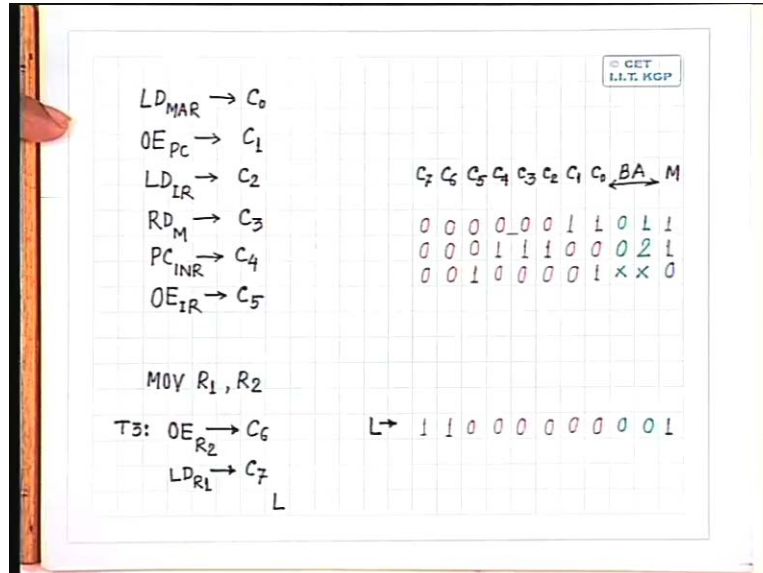 © CET
I.I.T. KGP
LD_MAR → C₀
OE_PC → C₁
LD_IR → C₂
RD_M → C₃
PC_INR → C₄
OE_IR → C₅
C₇ C₆ C₅ C₄ C₃ C₂ C₁ C₀ BA M
0 0 0 0 0 0 1 1 0 1 1
0 0 0 1 1 1 0 0 0 2 1
0 0 1 0 0 0 0 1 x x 0
MOV R₁, R₂
T3: OE_R2 → C₆
LD_R1 → C₇
L
L→ 1 1 0 0 0 0 0 0 0 0 1